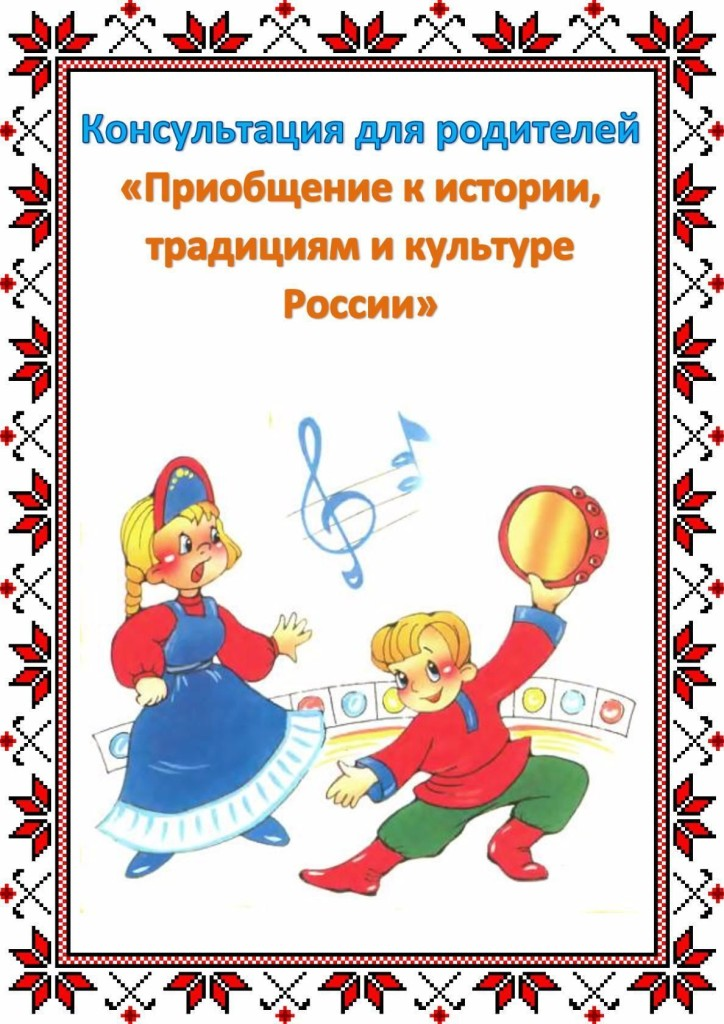 Консультация для родителей
«Приобщение к истории,
традициям и культуре
России»